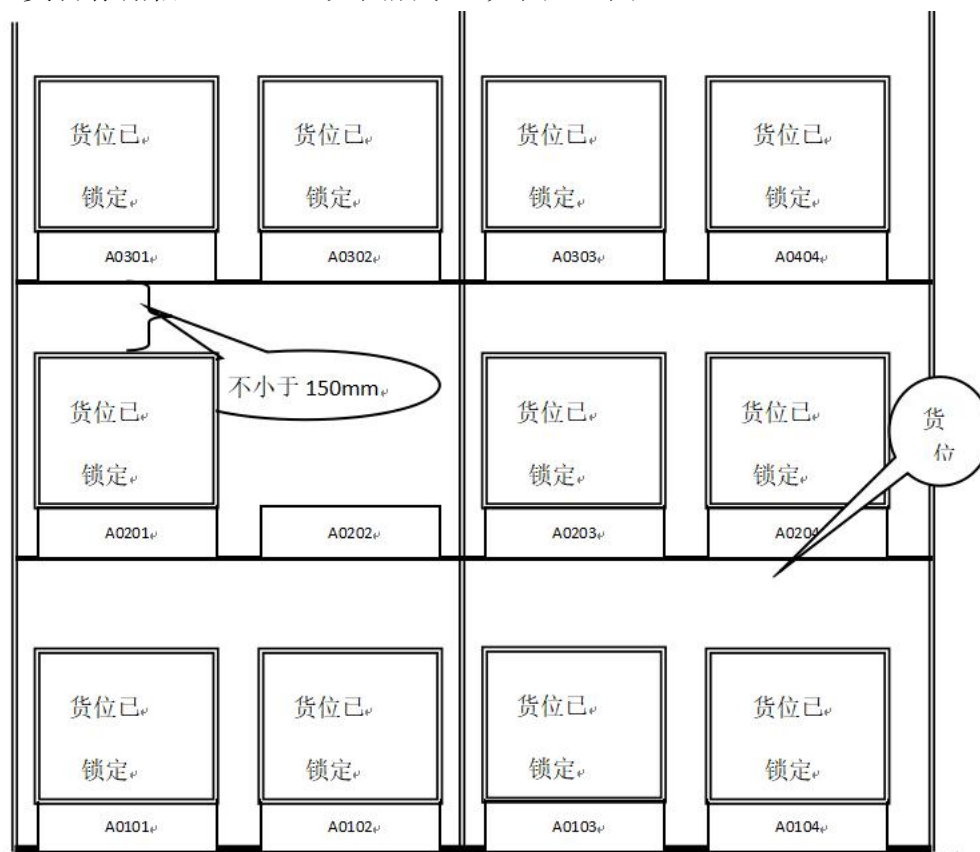 货位已
货位已
货位已
货位已
锁定
锁定
锁定
锁定
A0301
A0302
A0303
A0404
不小于 150mm
货位已
货位已
货位已
货
位
锁定
锁定
锁定
A0201
A0202
A0203
A0204
货位已
货位已
货位已
货位已
锁定
锁定
锁定
锁定
A0101
A0102
A0103
A0104